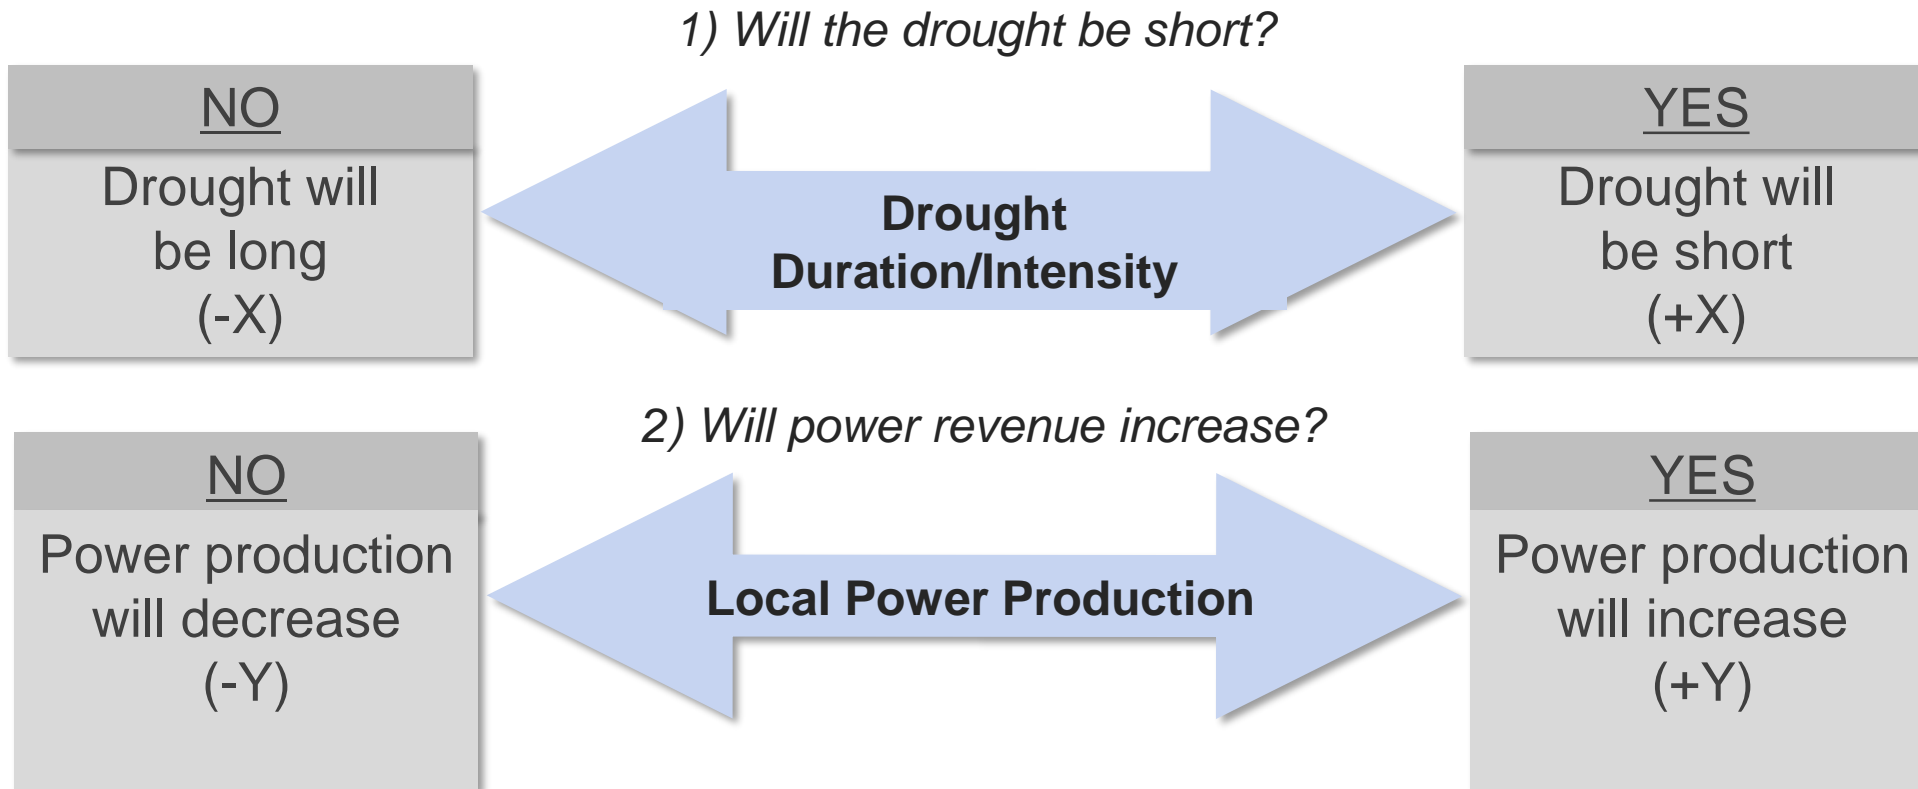 1) Will the drought be short?
NO
Drought will
be long
(-X)
Drought
Duration/Intensity
YES
Drought will
be short
(+X)
2) Will power revenue increase?
NO
Power production
will decrease
(-Y)
Local Power Production
YES
Power production
will increase
(+Y)